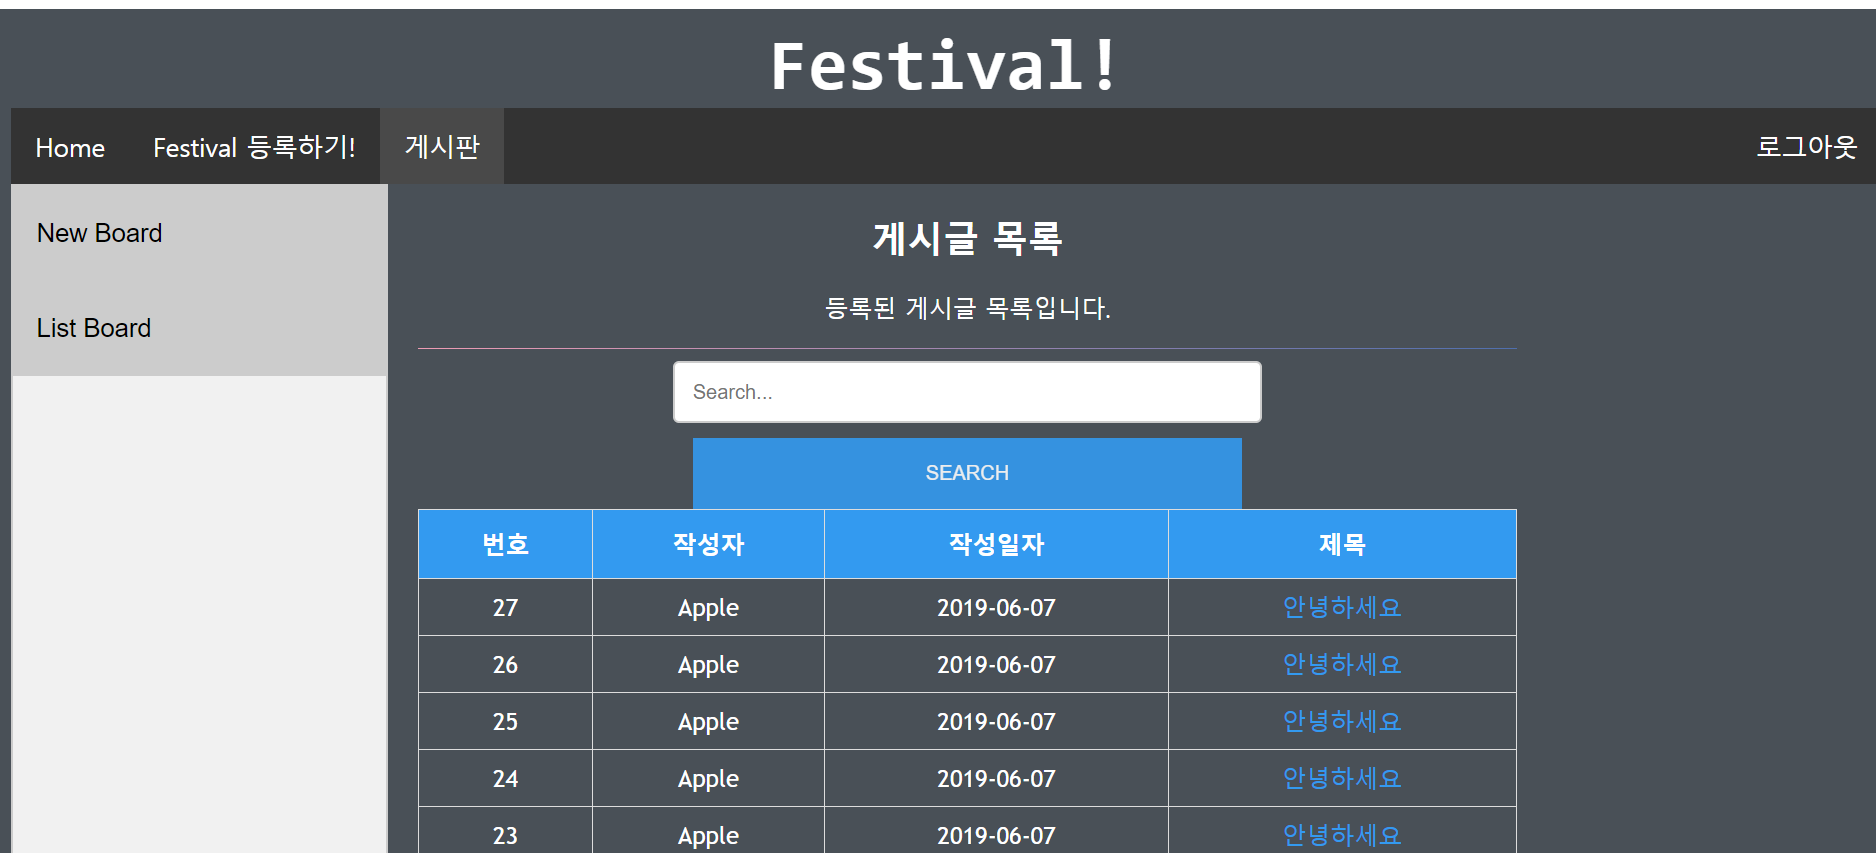 Festival!
Home Festival 등록하기! 게시판 로그아웃
New Board
List Board
게시글 목록
등록된 게시글 목록입니다.
Search...
SEARCH
번호 작성자 작성일자 제목
27 Apple 2019-06-07 안녕하세요
26 Apple 2019-06-07 안녕하세요
25 Apple 2019-06-07 안녕하세요
24 Apple 2019-06-07 안녕하세요
23 Apple 2019-06-07 안녕하세요